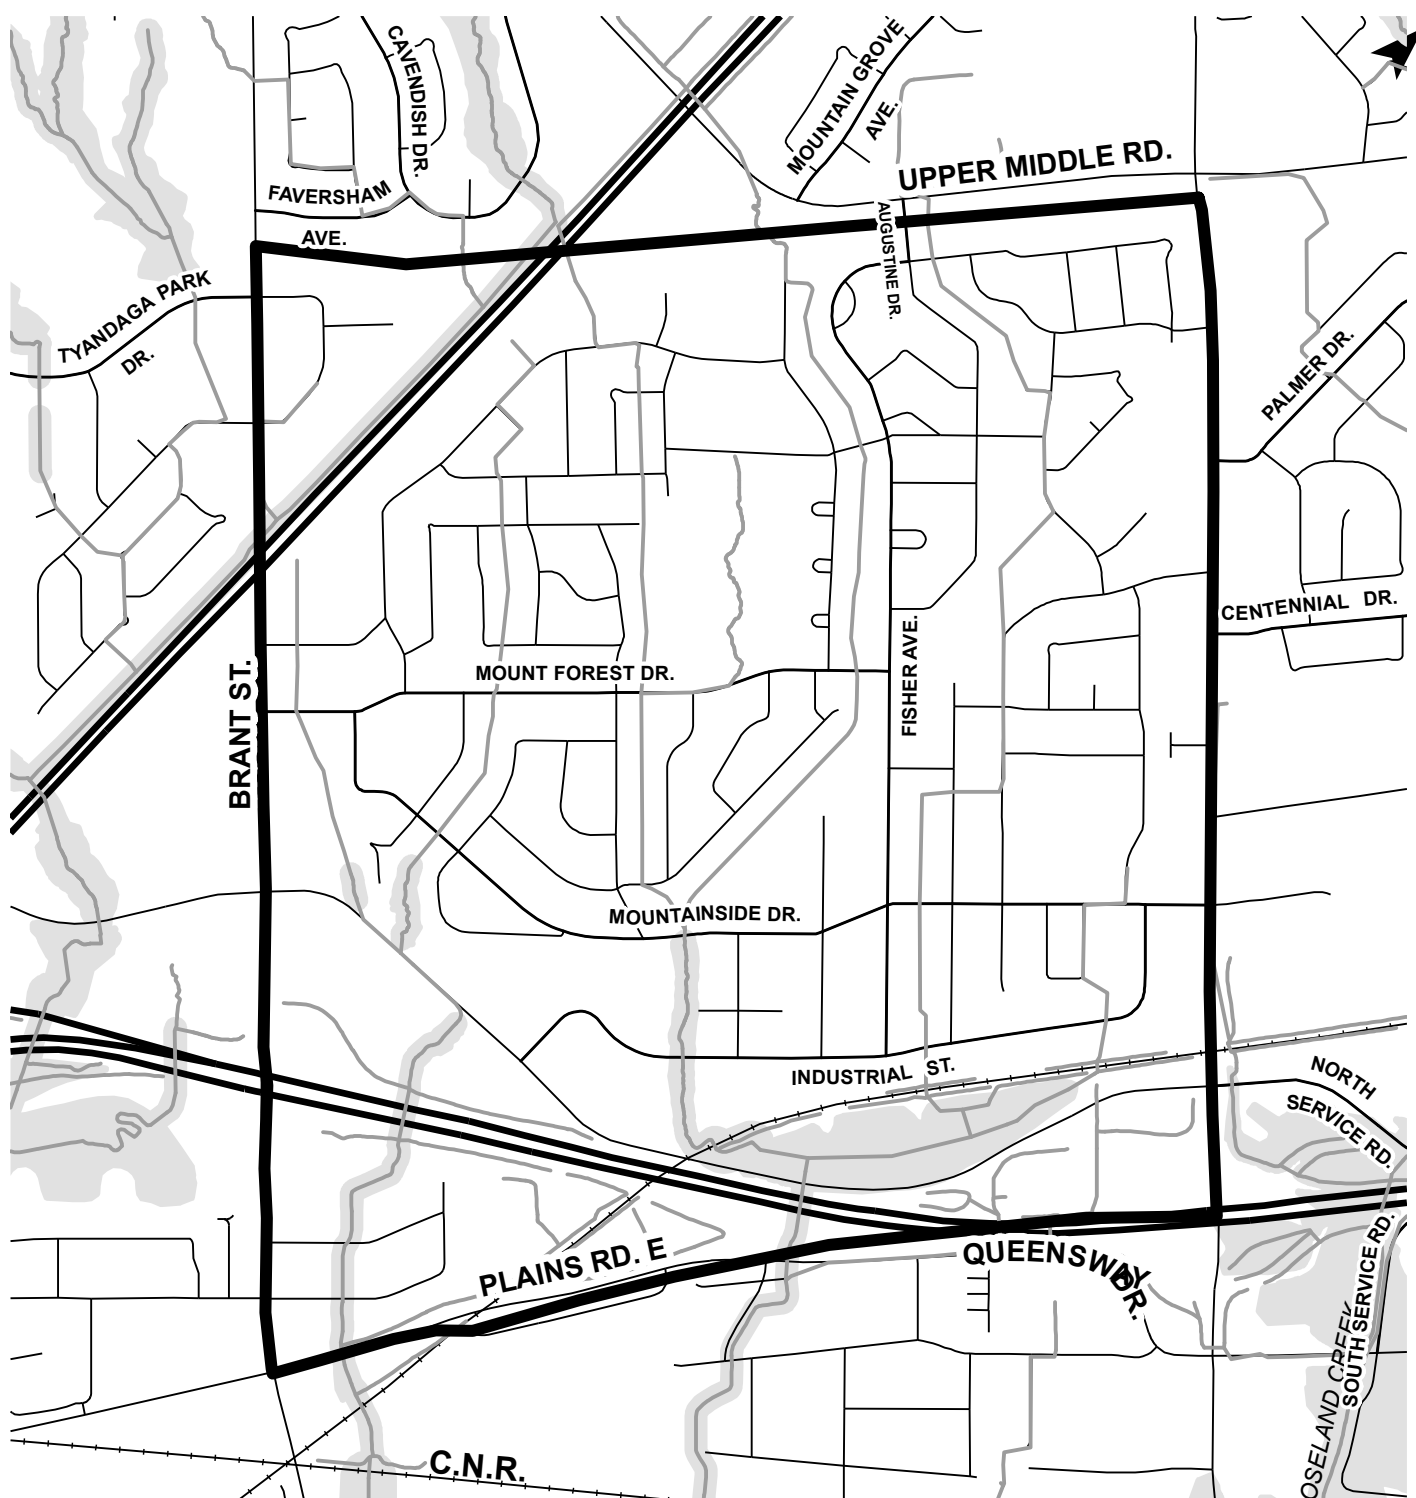 CAVENDISH DR.
MOUNTAIN GROVE
AVE.
UPPER MIDDLE RD.
FAVERSHAM
AVE.
AUGUSTINE DR.
TYANDAGA PARK
DR.
PALMER DR.
CENTENNIAL DR.
FISHER AVE.
MOUNT FOREST DR.
BRANT ST.
MOUNTAINSIDE DR.
INDUSTRIAL ST.
NORTH
SERVICE RD.
PLAINS RD. E
QUEENSWAY
DR.
SOUTH SERVICE RD.
OSELAND CREEK
C.N.R.